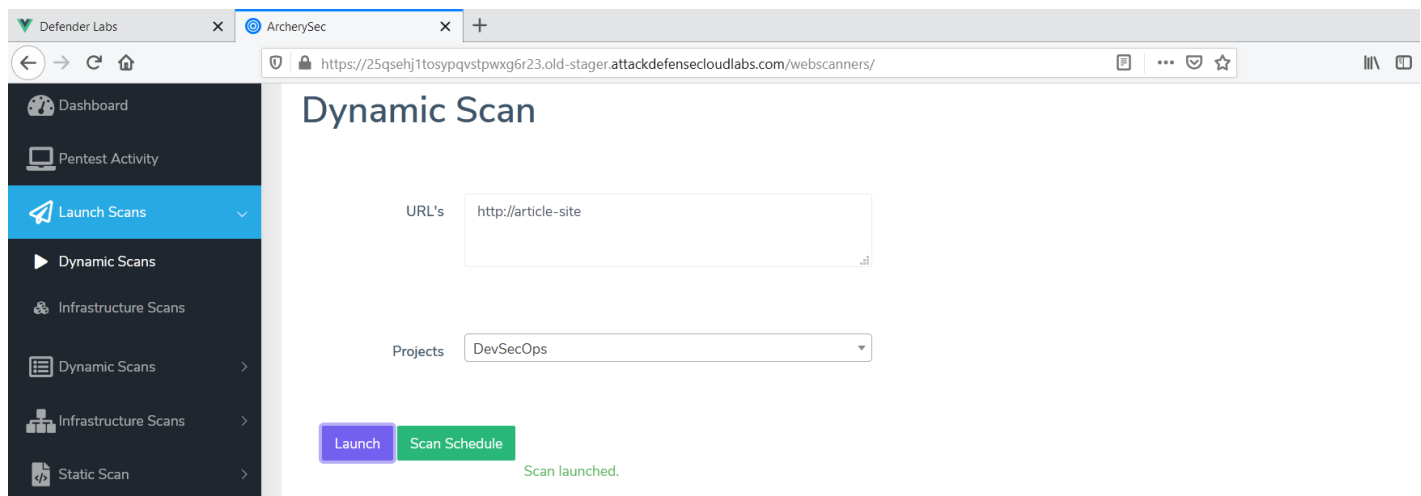 Defender Labs
ArcherySec
https://25qsehj1tosypqvstpwxg6r23.old-stager.attackdefensecloudlabs.com/webscanners/
Dashboard
Pentest Activity
Launch Scans
Dynamic Scans
Infrastructure Scans
Dynamic Scans
Infrastructure Scans
Static Scan
Dynamic Scan
URL's
http://article-site
Projects
DevSecOps
Launch
Scan Schedule
Scan launched.